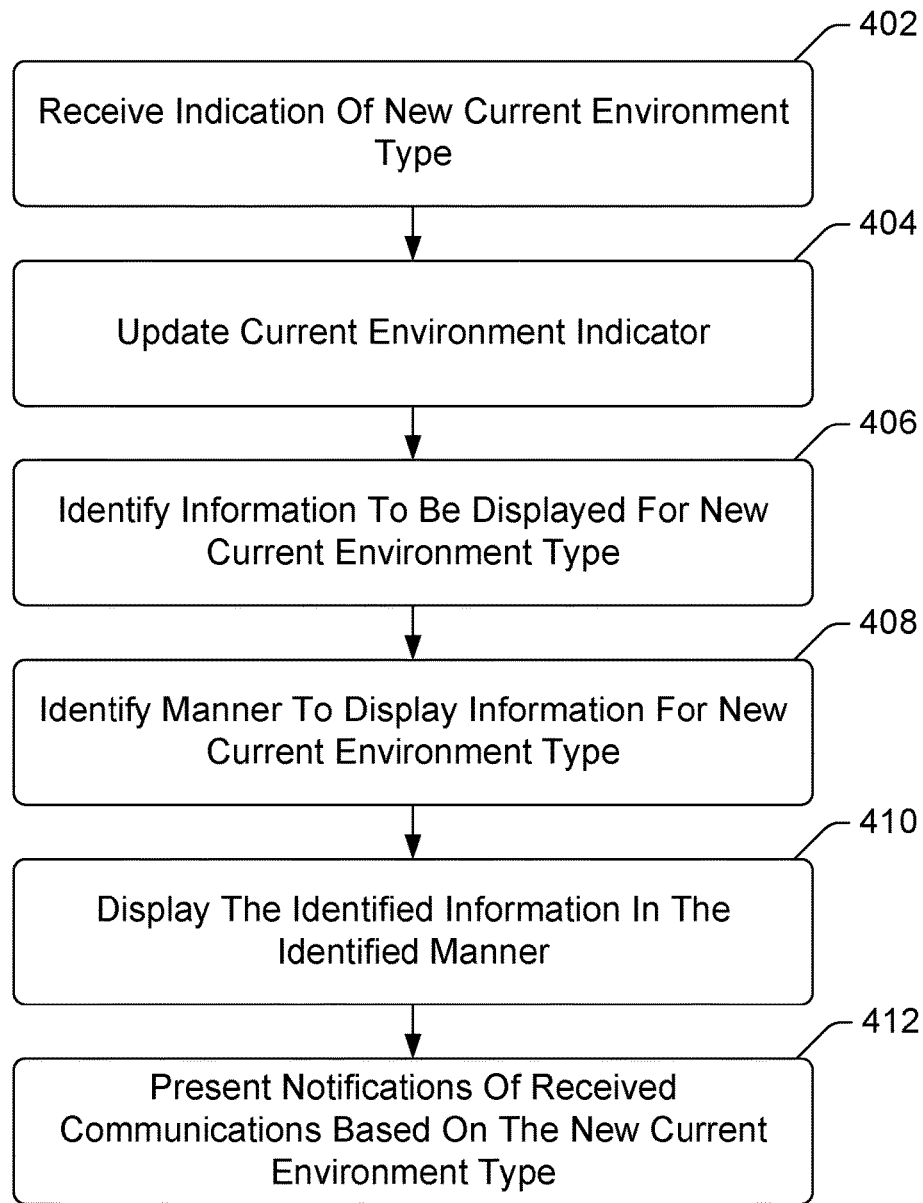 402
Receive Indication Of New Current Environment
Type
404
Update Current Environment Indicator
406
Identify Information To Be Displayed For New
Current Environment Type
408
Identify Manner To Display Information For New
Current Environment Type
410
Display The Identified Information In The
Identified Manner
412
Present Notifications Of Received
Communications Based On The New Current
Environment Type